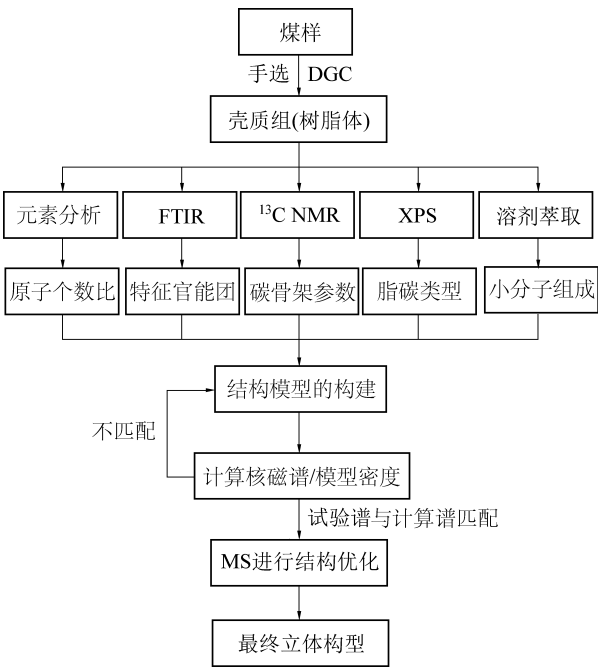 煤样
手选 DGC
壳质组(树脂体)
元素分析 FTIR ¹³C NMR XPS 溶剂萃取
原子个数比 特征官能团 碳骨架参数 脂碳类型 小分子组成
结构模型的构建
不匹配
计算核磁谱/模型密度
试验谱与计算谱匹配
MS进行结构优化
最终立体构型